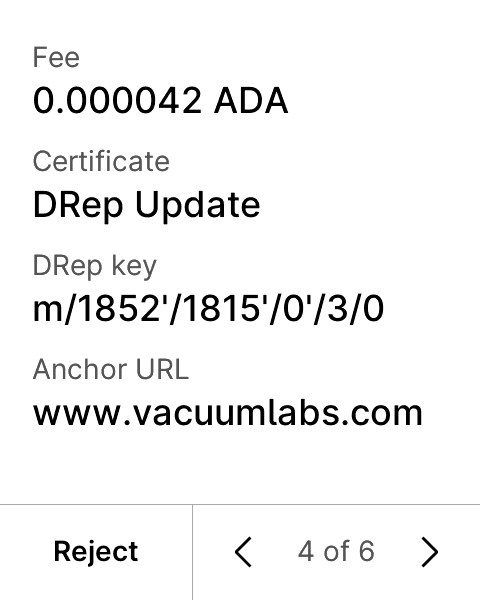 Fee
0.000042 ADA
Certificate
DRep Update
DRep key
m/1852'/1815'/0'/3/0
Anchor URL
www.vacuumlabs.com
Reject
4 of 6